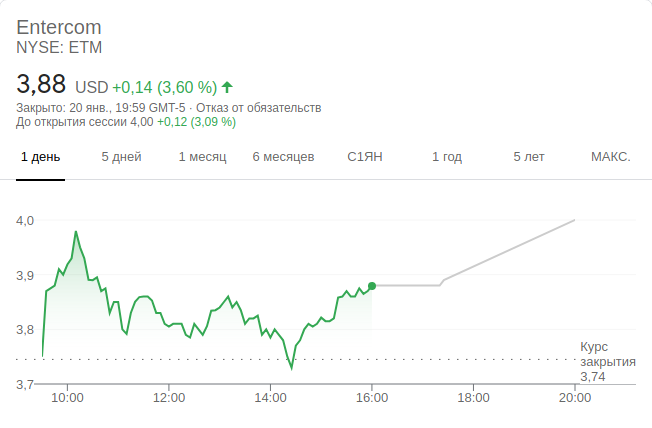 Entercom
NYSE: ETM
3,88 USD +0,14 (3,60 %)
Закрыто: 20 янв., 19:59 GMT-5 · Отказ от обязательств
До открытия сессии 4,00 +0,12 (3,09 %)
1 день 5 дней 1 месяц 6 месяцев С1ЯН 1 год 5 лет МАКС.
4,0
3,9
3,8
Курс
закрытия
3,74
3,7
10:00 12:00 14:00 16:00 18:00 20:00